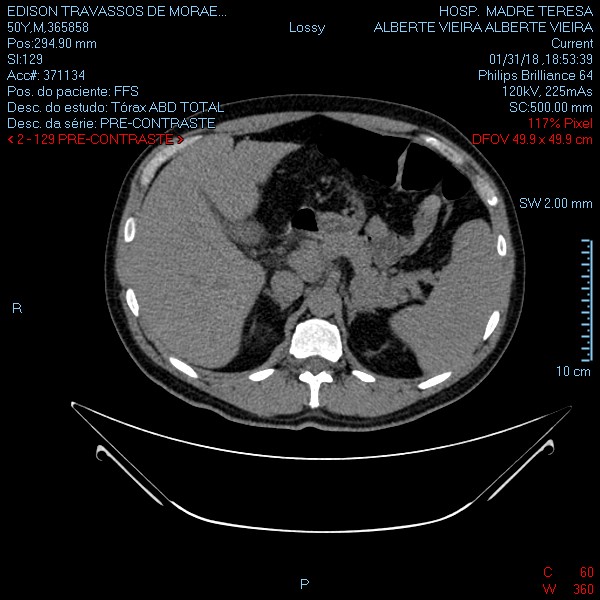 EDISON TRAVASSOS DE MORAE...
50Y,M,365858
Pos:294.90 mm
SI:129
Acc#: 371134
Pos. do paciente: FFS
Desc. do estudo: Tórax ABD TOTAL
Desc. da série: PRE-CONTRASTE
< 2 - 129 PRE-CONTRASTE >
Lossy
HOSP. MADRE TERESA
ALBERTE VIEIRA ALBERTE VIEIRA
Current
01/31/18 ,18:53:39
Philips Brilliance 64
120kV, 225mAs
SC:500.00 mm
117% Pixel
DFOV 49.9 x 49.9 cm
SW 2.00 mm
R
10 cm
P
C 60
W 360